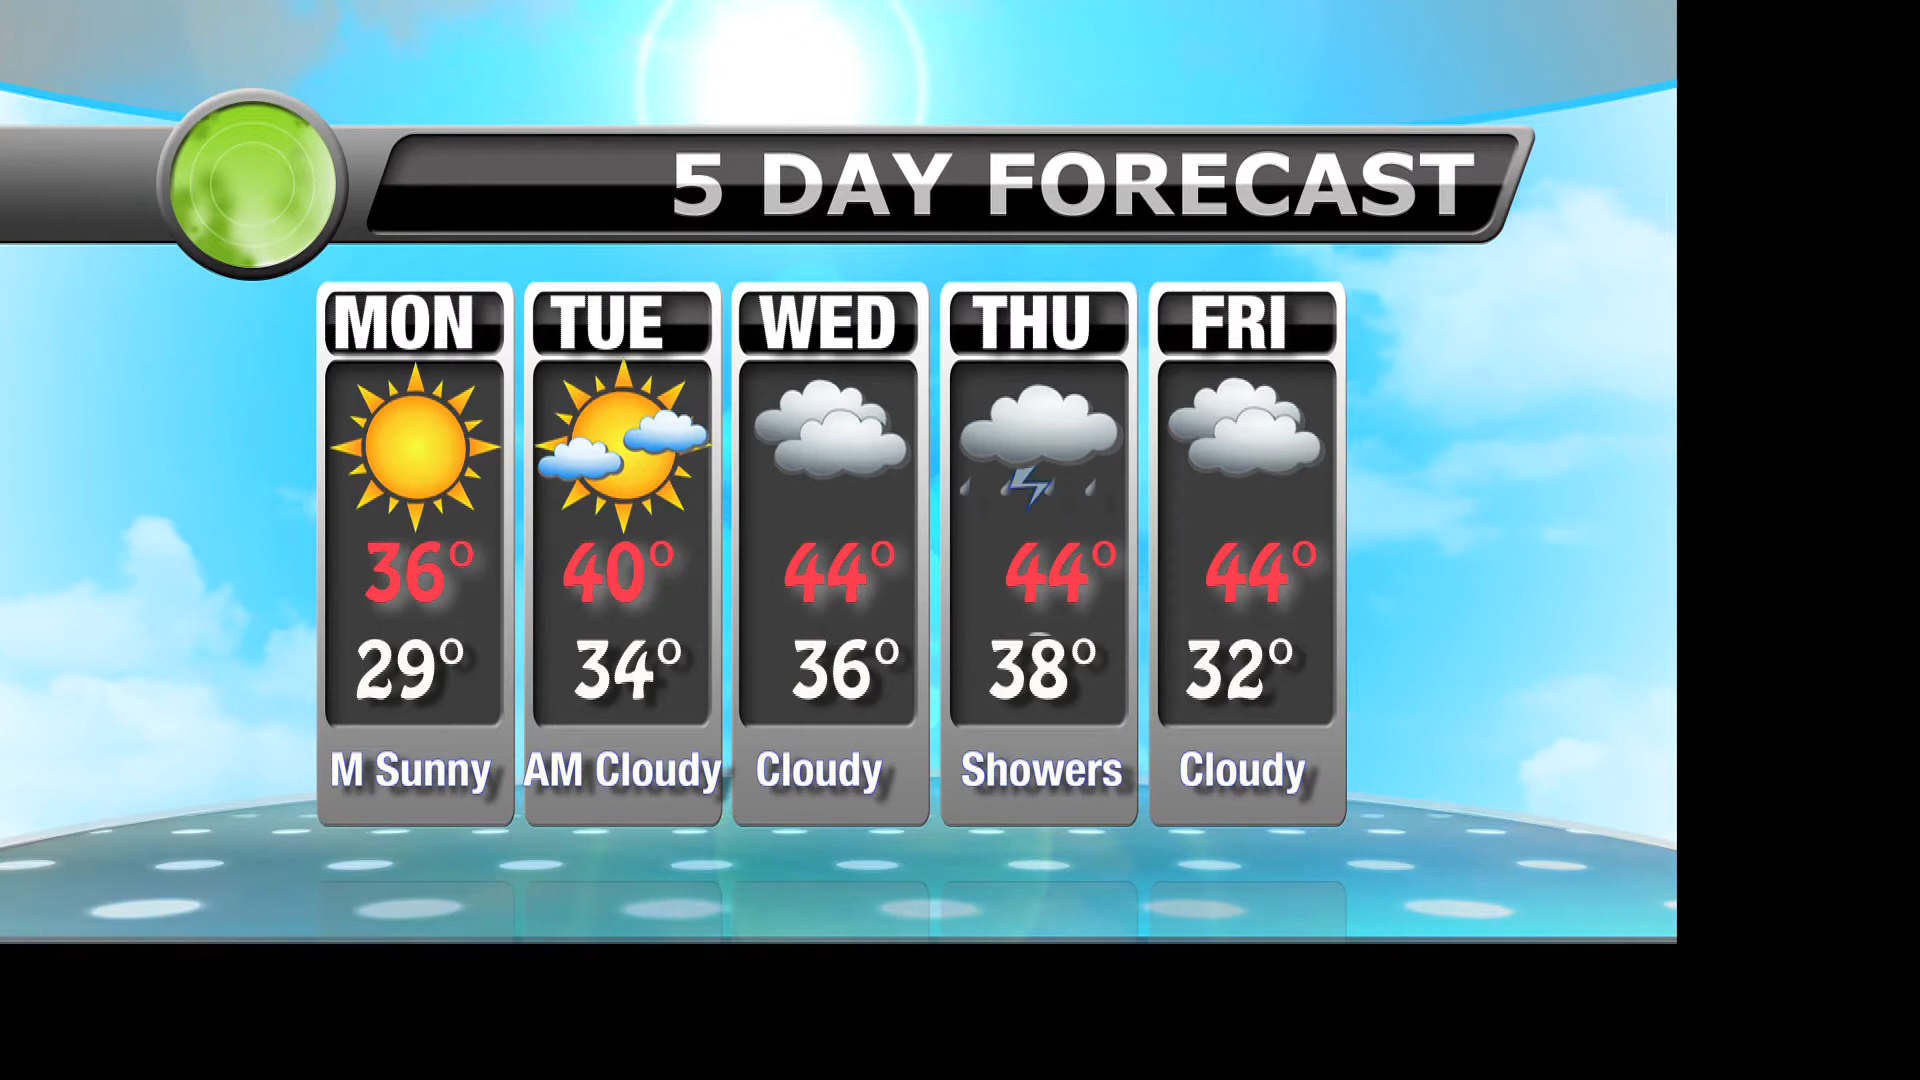 5 DAY FORECAST
MON TUE WED THU FRI
36° 40° 44° 44° 44°
29° 34° 36° 38° 32°
M Sunny AM Cloudy Cloudy Showers Cloudy